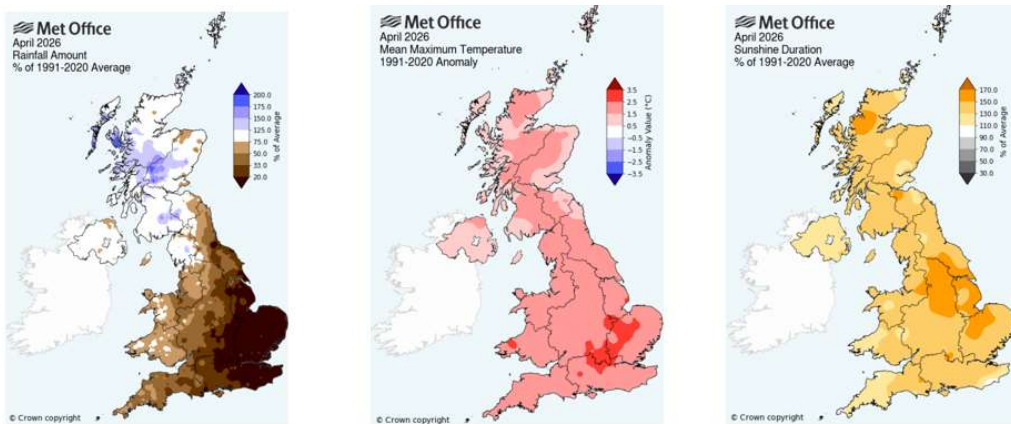 Met Office
April 2026
Rainfall Amount
% of 1991-2020 Average
200.0
175.0
150.0
125.0
75.0
50.0
33.0
20.0
% of Average
© Crown copyright
Met Office
April 2026
Mean Maximum Temperature
1991-2020 Anomaly
3.5
2.5
1.5
0.5
−0.5
−1.5
−2.5
−3.5
Anomaly Value (°C)
© Crown copyright
Met Office
April 2026
Sunshine Duration
% of 1991-2020 Average
170.0
150.0
130.0
110.0
90.0
70.0
50.0
30.0
% of Average
© Crown copyright